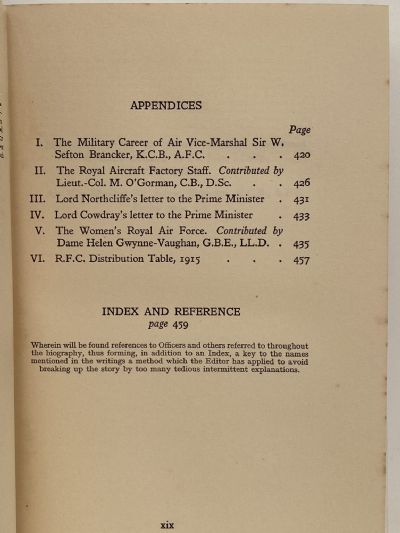 APPENDICES
Page
I. The Military Career of Air Vice-Marshal Sir W.
Sefton Brancker, K.C.B., A.F.C. . . . 420
II. The Royal Aircraft Factory Staff. Contributed by
Lieut.-Col. M. O'Gorman, C.B., D.Sc. . . 426
III. Lord Northcliffe's letter to the Prime Minister . 431
IV. Lord Cowdray's letter to the Prime Minister . 433
V. The Women's Royal Air Force. Contributed by
Dame Helen Gwynne-Vaughan, G.B.E., LL.D. . 435
VI. R.F.C. Distribution Table, 1915 . . . 457
INDEX AND REFERENCE
page 459
Wherein will be found references to Officers and others referred to throughout
the biography, thus forming, in addition to an Index, a key to the names
mentioned in the writings a method which the Editor has applied to avoid
breaking up the story by too many tedious intermittent explanations.
xix